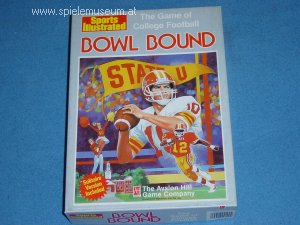 www.spielemuseum.at
Sports
Illustrated
The Game of
College Football
BOWL BOUND
STATE U
10
12
Solitaire
Version
Included
The Avalon Hill
Game Company
BOWL
BOUND